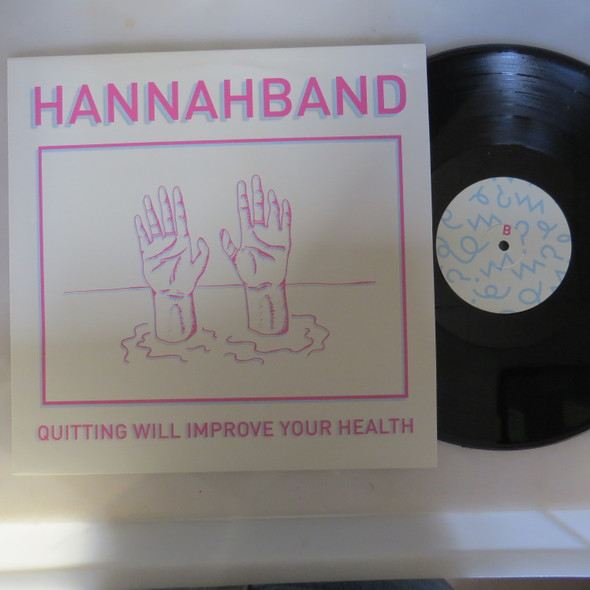 HANNAHBAND
QUITTING WILL IMPROVE YOUR HEALTH
B